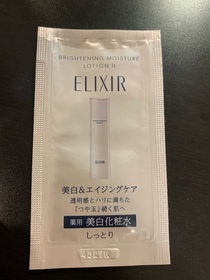 BRIGHTENING MOISTURE
LOTION II
ELIXIR
ELIXIR
美白&エイジングケア
透明感とハリに満ちた
「つや玉」続く肌へ
薬用 美白化粧水
しっとり